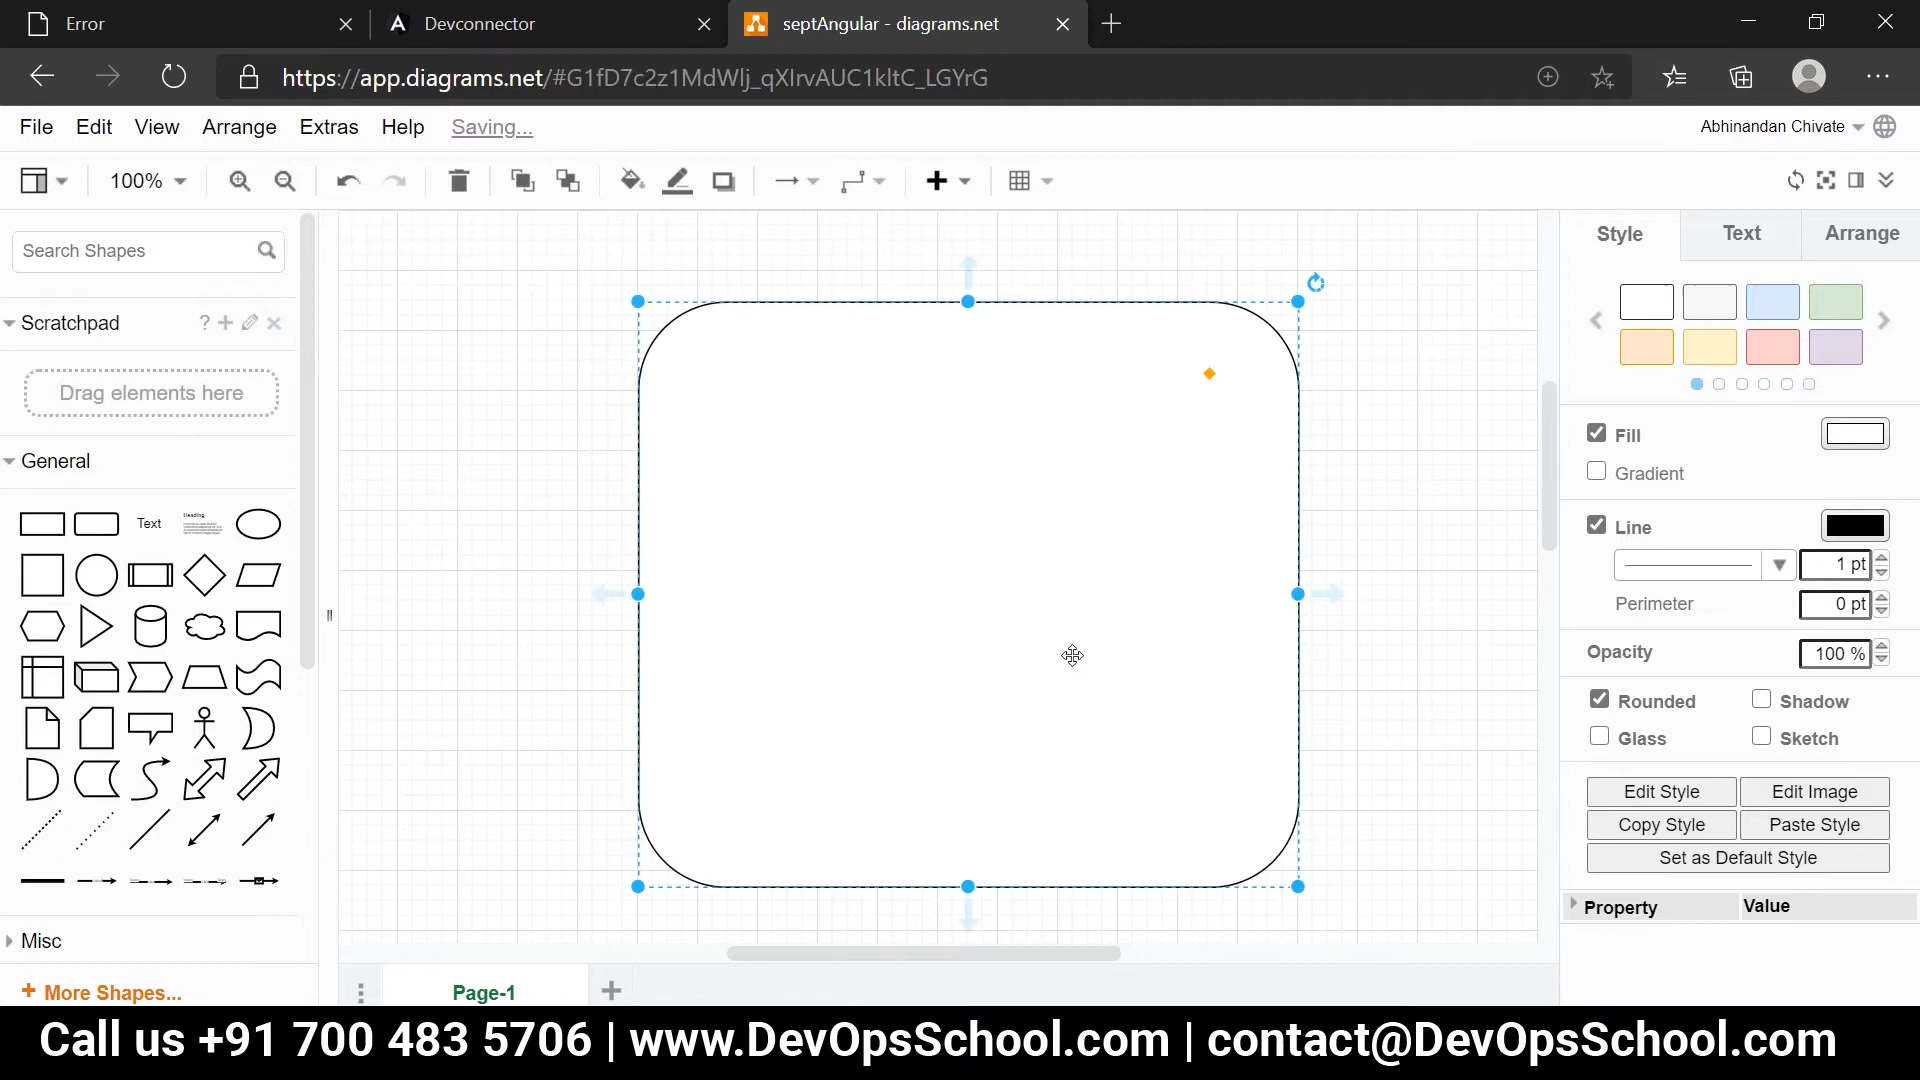 Error
Devconnector
septAngular - diagrams.net
https://app.diagrams.net/#G1fD7c2z1MdWlj_qXIrvAUC1kltC_LGYrG
File Edit View Arrange Extras Help Saving...
Abhinandan Chivate
100%
Search Shapes
Scratchpad
?
Drag elements here
General
Text
Heading
Misc
+ More Shapes...
Page-1
Style Text Arrange
Fill
Gradient
Line
1 pt
Perimeter 0 pt
Opacity 100 %
Rounded Shadow
Glass Sketch
Edit Style Edit Image
Copy Style Paste Style
Set as Default Style
Property Value
Call us +91 700 483 5706 | www.DevOpsSchool.com | contact@DevOpsSchool.com